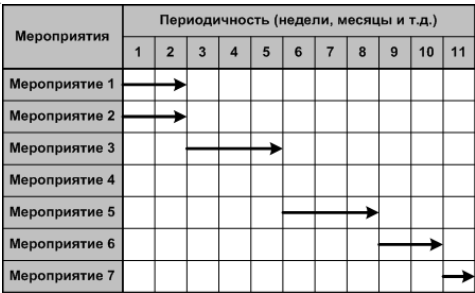 Мероприятия
Периодичность (недели, месяцы и т.д.)
1 2 3 4 5 6 7 8 9 10 11
Мероприятие 1
Мероприятие 2
Мероприятие 3
Мероприятие 4
Мероприятие 5
Мероприятие 6
Мероприятие 7